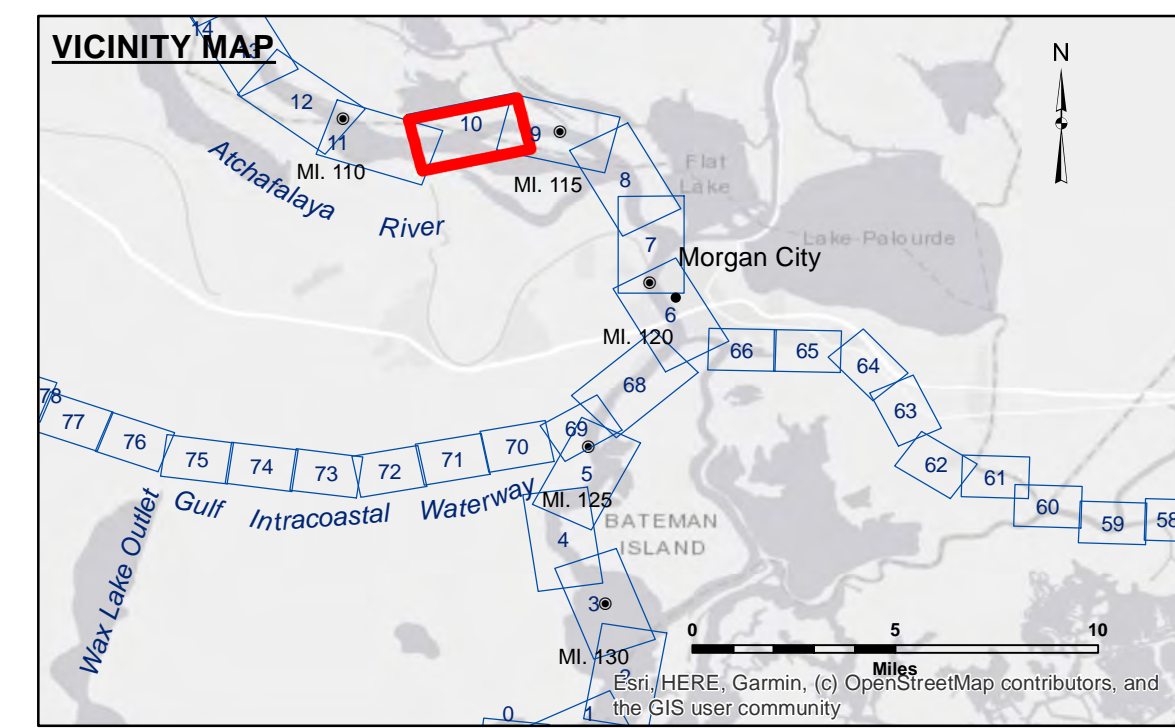 VICINITY MAP
N
14
13
12
11
10
9
8
7
6
MI. 110
MI. 115
Atchafalaya
River
Flat
Lake
Lake Palourde
Morgan City
MI. 120
66
65
64
63
62
61
60
59
58
68
69
70
71
72
73
74
75
76
77
78
5
MI. 125
4
3
2
1
0
Gulf Intracoastal Waterway
Wax Lake Outlet
BATEMAN
ISLAND
MI. 130
0 5 10
Miles
Esri, HERE, Garmin, (c) OpenStreetMap contributors, and
the GIS user community